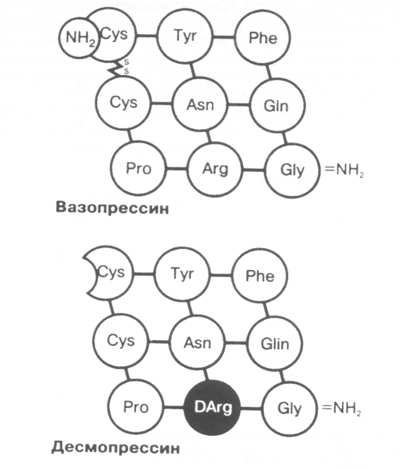 NH₂ Cys Tyr Phe
s
s
Cys Asn Gln
Pro Arg Gly =NH₂
Вазопрессин
Cys Tyr Phe
Cys Asn Glin
Pro DArg Gly =NH₂
Десмопрессин